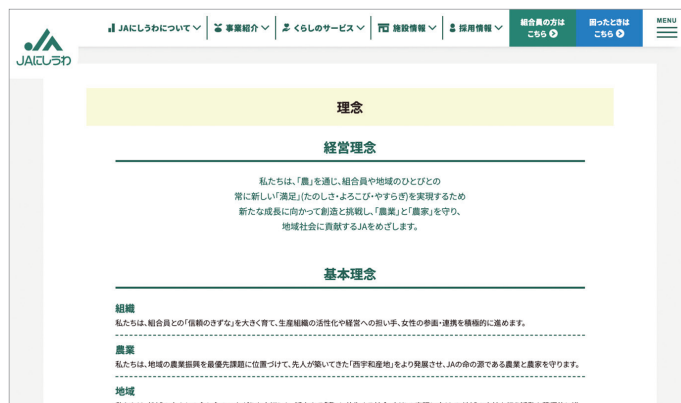 JAにしうわ
JAにしうわについて
事業紹介
くらしのサービス
施設情報
採用情報
組合員の方は
こちら
困ったときは
こちら
MENU
理念
経営理念
私たちは、「農」を通じ、組合員や地域のひとびとの
常に新しい「満足」(たのしさ・よろこび・やすらぎ)を実現するため
新たな成長に向かって創造と挑戦し、「農業」と「農家」を守り、
地域社会に貢献するJAをめざします。
基本理念
組織
私たちは、組合員との「信頼のきずな」を大きく育て、生産組織の活性化や経営への担い手、女性の参画・連携を積極的に進めます。
農業
私たちは、地域の農業振興を最優先課題に位置づけて、先人が築いてきた「西宇和産地」をより発展させ、JAの命の源である農業と農家を守ります。
地域